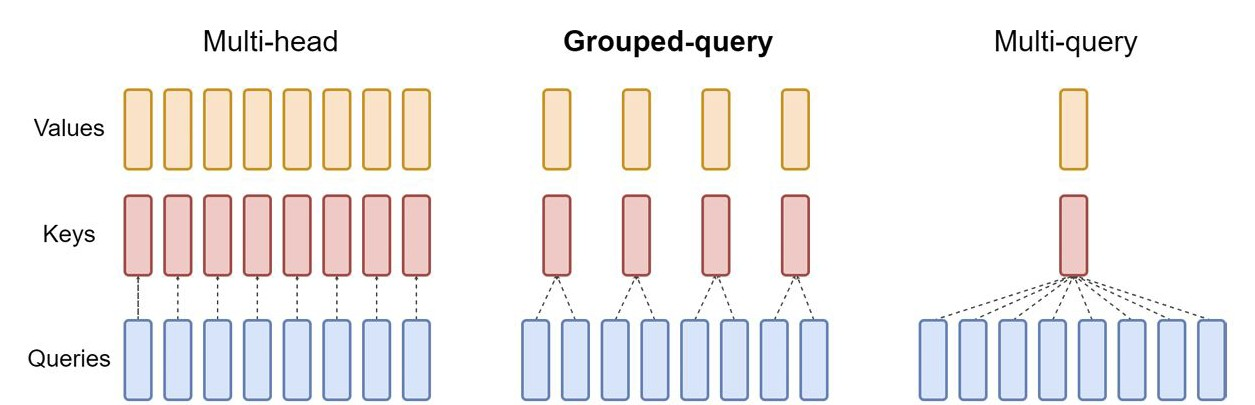 Multi-head
Grouped-query
Multi-query
Values
Keys
Queries